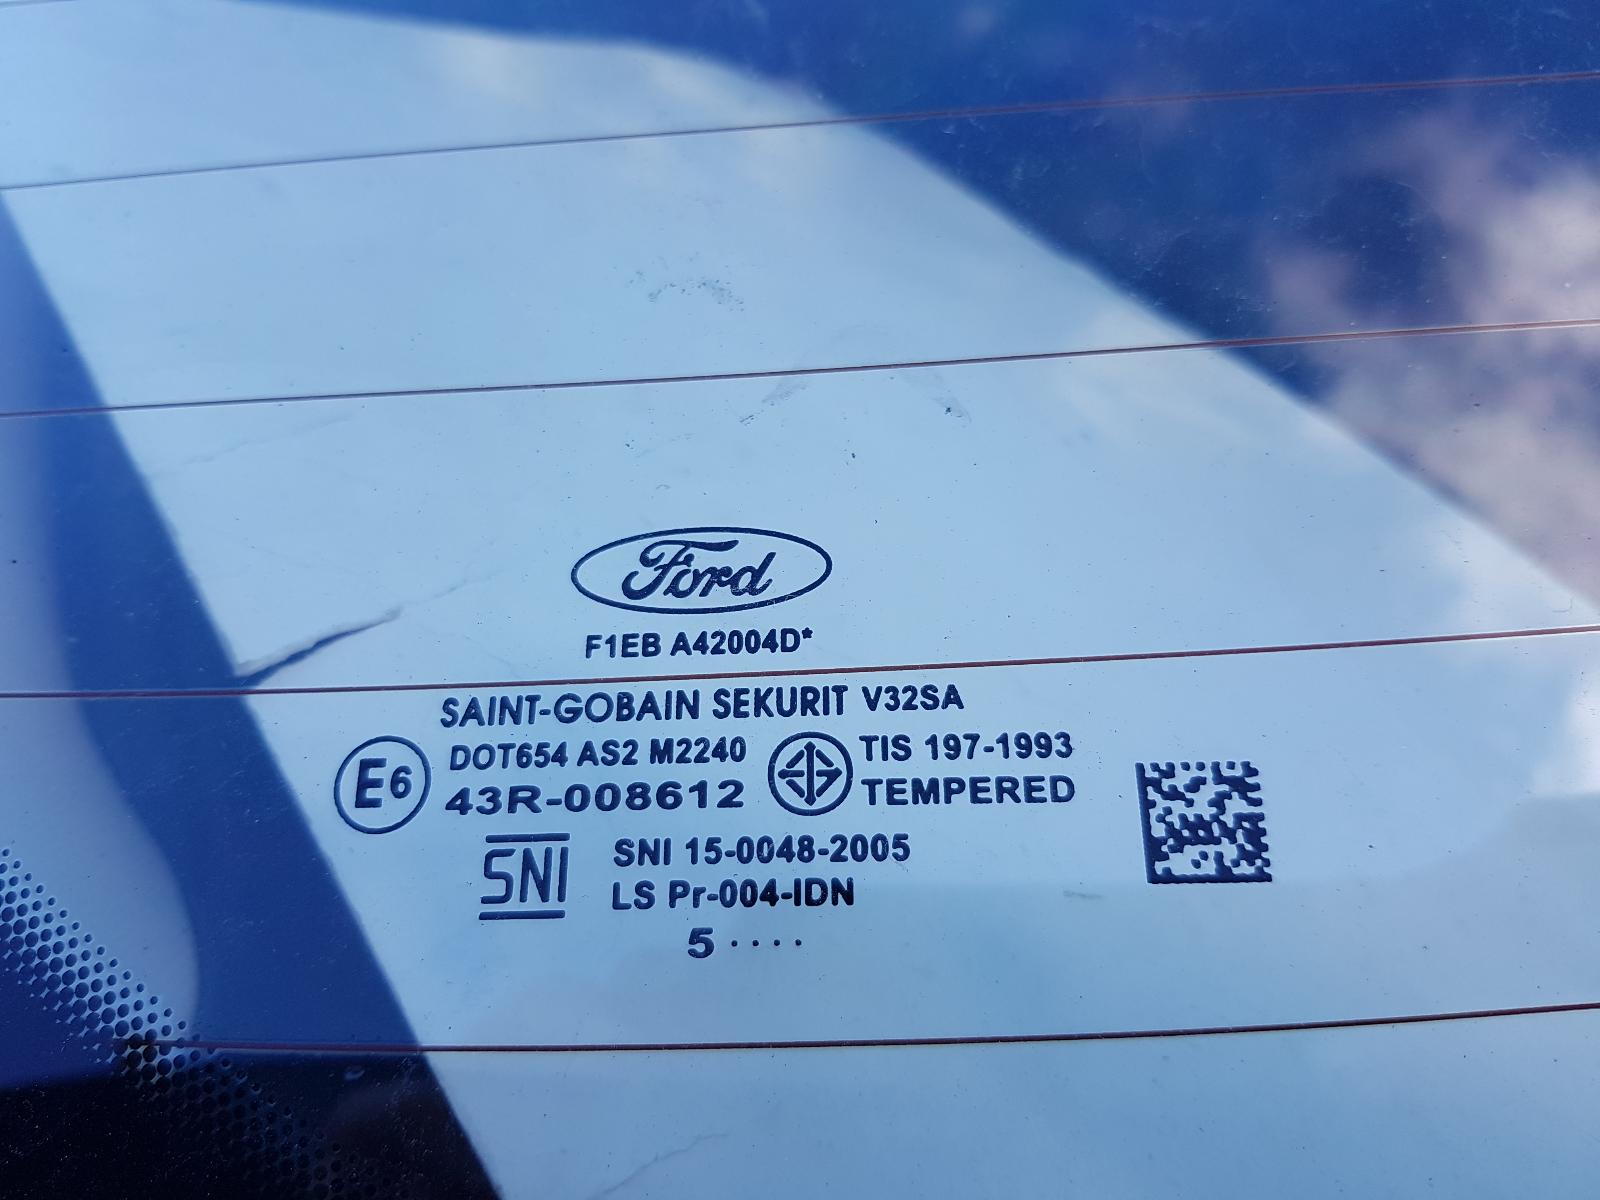 Ford
F1EB A42004D*
SAINT-GOBAIN SEKURIT V32SA
E6
DOT654 AS2 M2240
43R-008612
TIS 197-1993
TEMPERED
SNI
SNI 15-0048-2005
LS Pr-004-IDN
5 ....